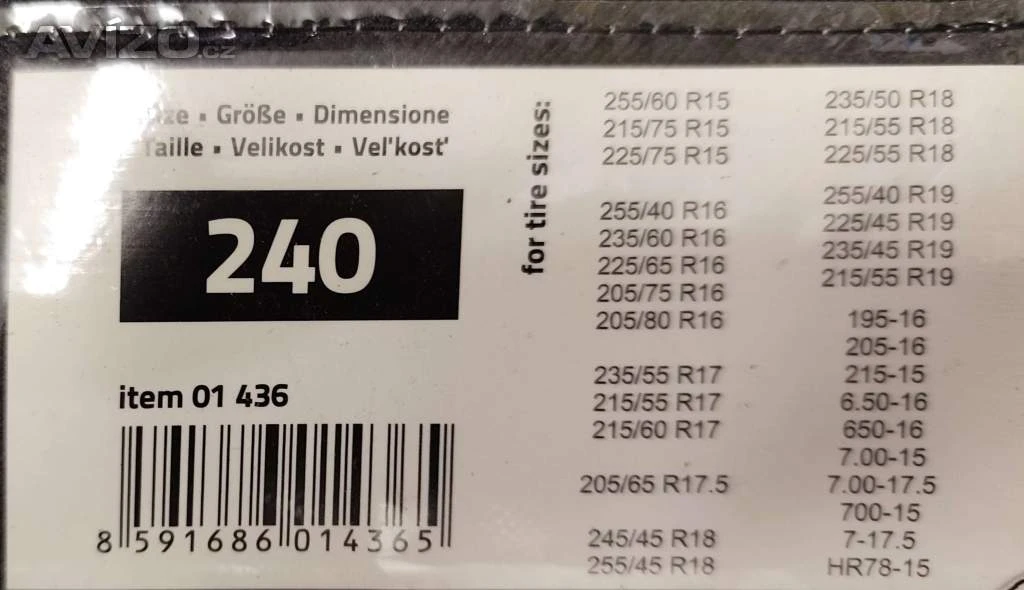 AVÍZO.cz
Size ▪ Größe ▪ Dimensione
Taille ▪ Velikost ▪ Vel'kost'
240
item 01 436
8 591686 014365
for tire sizes:
255/60 R15
215/75 R15
225/75 R15
255/40 R16
235/60 R16
225/65 R16
205/75 R16
205/80 R16
235/55 R17
215/55 R17
215/60 R17
205/65 R17.5
245/45 R18
255/45 R18
235/50 R18
215/55 R18
225/55 R18
255/40 R19
225/45 R19
235/45 R19
215/55 R19
195-16
205-16
215-15
6.50-16
650-16
7.00-15
7.00-17.5
700-15
7-17.5
HR78-15